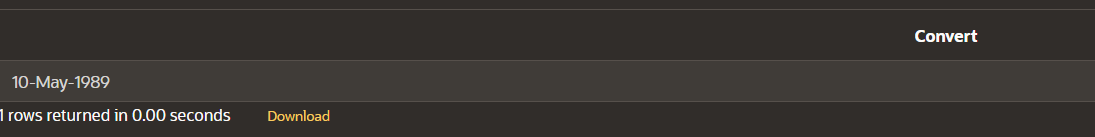 Convert
10-May-1989
1 rows returned in 0.00 seconds Download